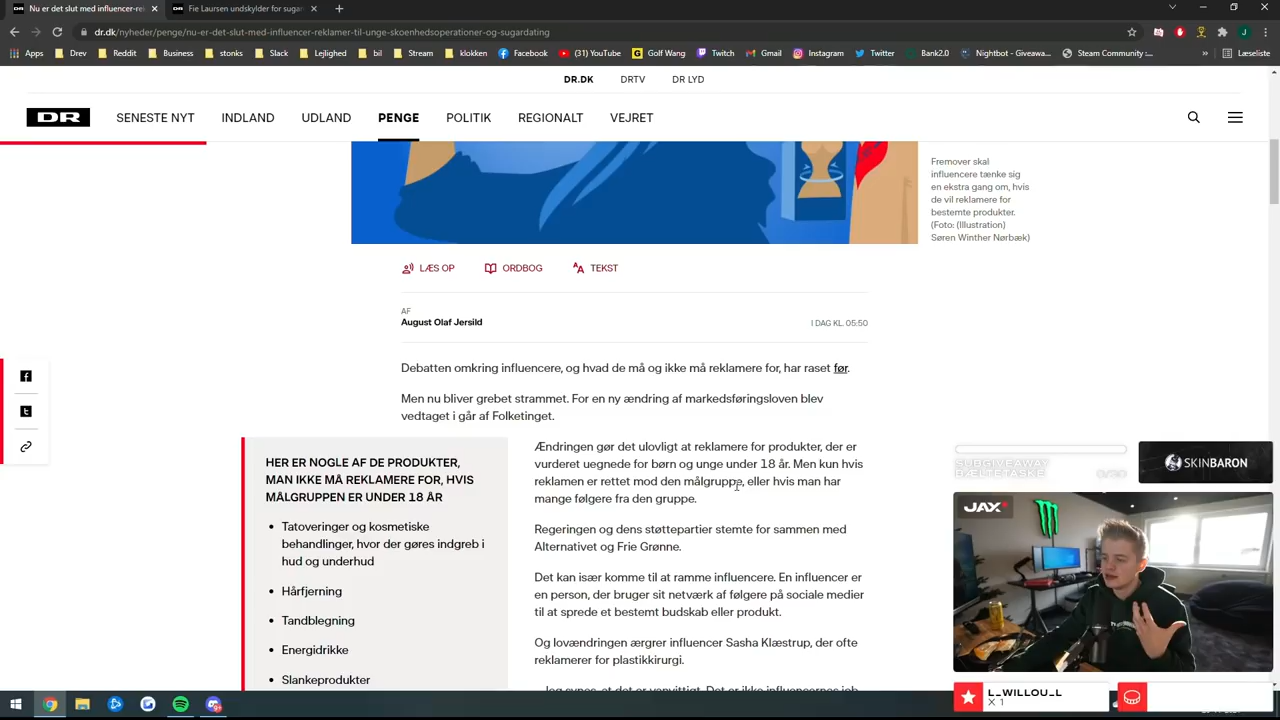 Nu er det slut med influencer-re
Fie Laursen undskylder for suga
dr.dk/nyheder/penge/nu-er-det-slut-med-influencer-reklamer-til-unge-skoenhedsoperationer-og-sugardating
Apps
Dev
Business
Bolig
Stream
Klosters
Facebook
(31) YouTube
Golf Wang
Twitch
Gmail
Instagram
Twitter
Bank2.0
Nightbot - Giveawa...
Steam Community
»
Reading list
DR.DK
DRTV
DR LYD
DR
SENESTE NYT
INDLAND
UDLAND
PENGE
POLITIK
REGIONALT
VEJRET
Fremover skal
influencere tænke sig
en ekstra gang om, hvis
de vil reklamere for
bestemte produkter.
(Foto: (Illustration)
Søren Winther Nørbæk)
LÆS OP
ORDBOG
TEKST
AF
August Olaf Jersild
I DAG KL. 05:50
Debatten omkring influencere, og hvad de må og ikke må reklamere for, har raset før.
Men nu bliver grebet strammet. For en ny ændring af markedsføringsloven blev
vedtaget i går af Folketinget.
HER ER NOGLE AF DE PRODUKTER,
MAN IKKE MÅ REKLAMERE FOR, HVIS
MÅLGRUPPEN ER UNDER 18 ÅR
Tatoveringer og kosmetiske
behandlinger, hvor der gøres indgreb i
hud og underhud
Hårfjerning
Tandblegning
Energidrikke
Slankeprodukter
Ændringen gør det ulovligt at reklamere for produkter, der er
vurderet uegnede for børn og unge under 18 år. Men kun hvis
reklamen er rettet mod den målgruppe, eller hvis man har
mange følgere fra den gruppe.
Regeringen og dens støttepartier stemte for sammen med
Alternativet og Frie Grønne.
Det kan især komme til at ramme influencere. En influencer er
en person, der bruger sit netværk af følgere på sociale medier
til at sprede et bestemt budskab eller produkt.
Og lovændringen ærgrer influencer Sasha Klæstrup, der ofte
reklamerer for plastikkirurgi.
SUBGIVEAWAY
SKINBARON
JAX
L_WILLOU_L
X 1